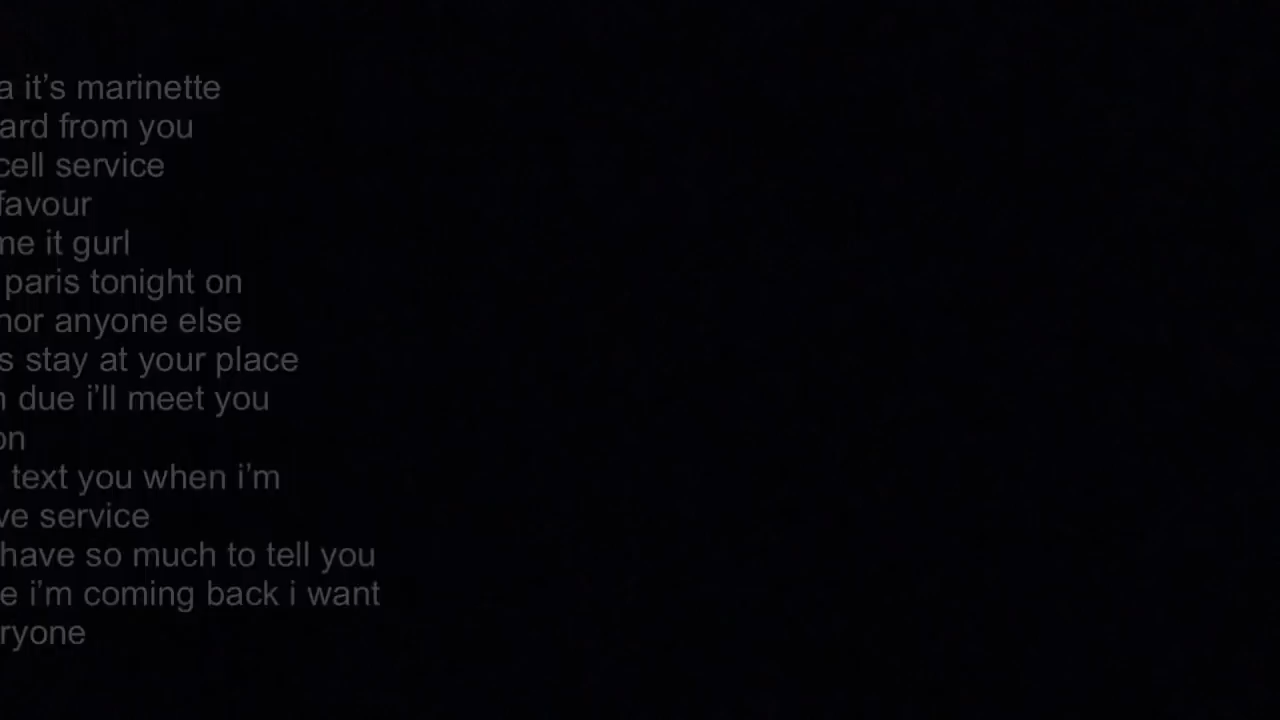 a it's marinette
ard from you
cell service
favour
me it gurl
paris tonight on
nor anyone else
s stay at your place
due i'll meet you
on
text you when i'm
ve service
have so much to tell you
e i'm coming back i want
ryone